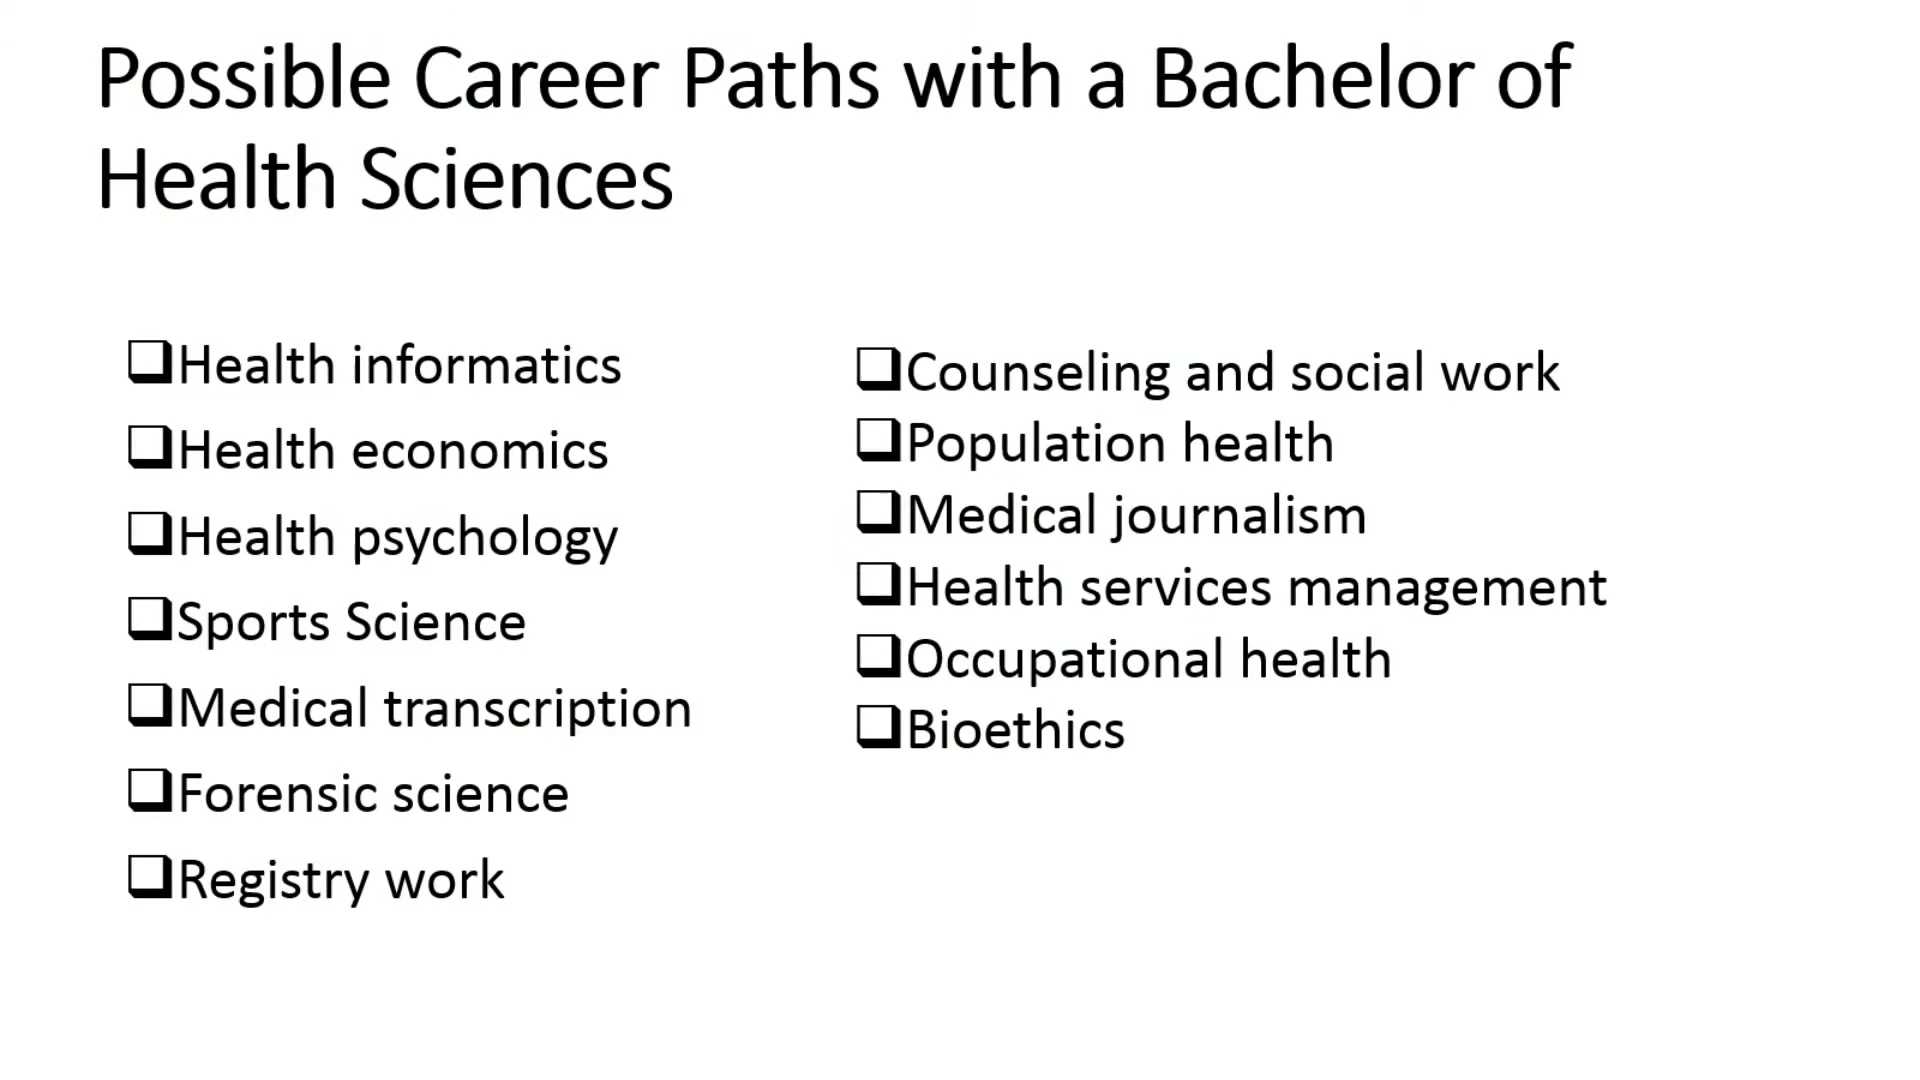 Possible Career Paths with a Bachelor of
Health Sciences
❑Health informatics
❑Health economics
❑Health psychology
❑Sports Science
❑Medical transcription
❑Forensic science
❑Registry work
❑Counseling and social work
❑Population health
❑Medical journalism
❑Health services management
❑Occupational health
❑Bioethics